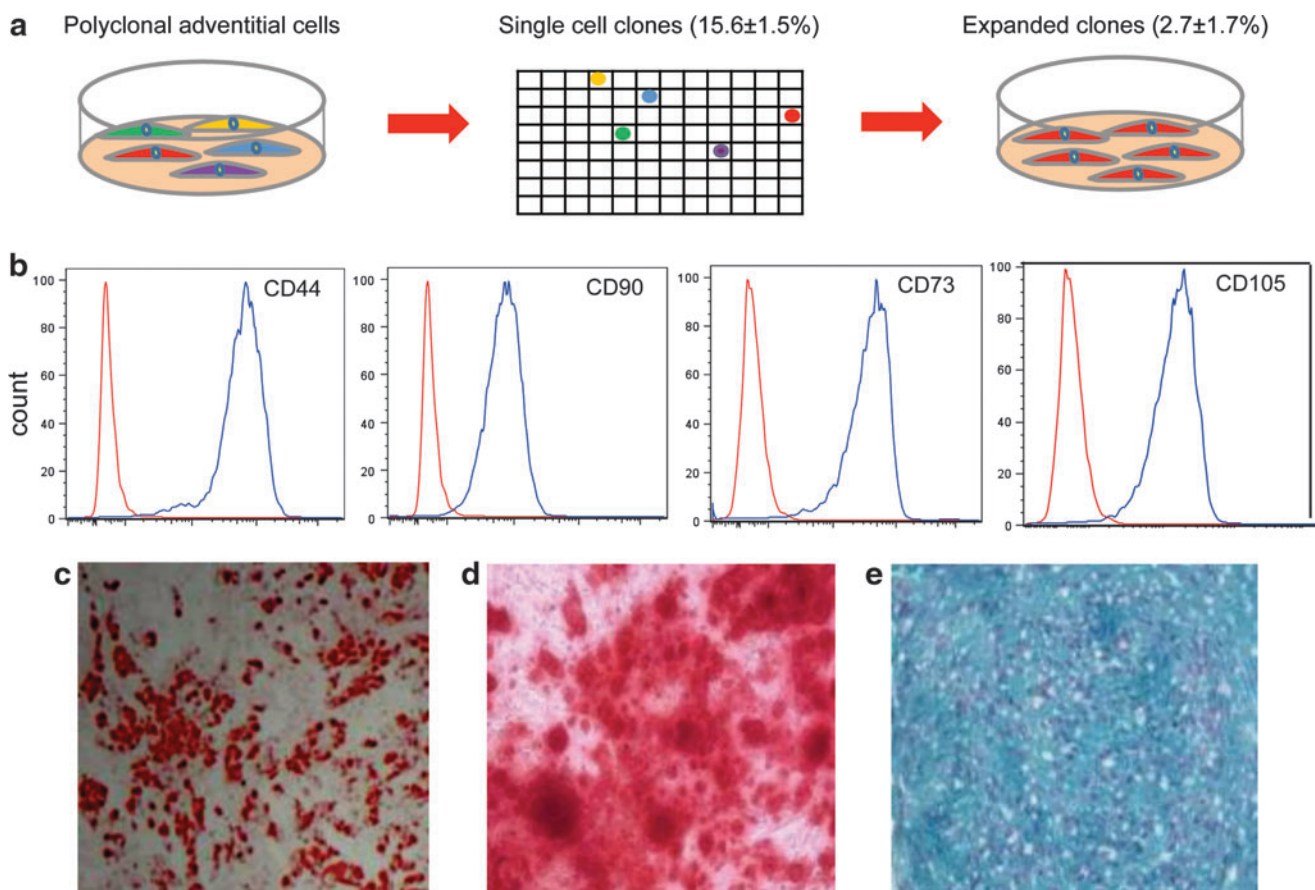 a
Polyclonal adventitial cells
Single cell clones (15.6±1.5%)
Expanded clones (2.7±1.7%)
b
count
100
80
60
40
20
0
CD44
100
80
60
40
20
0
CD90
100
80
60
40
20
0
CD73
100
80
60
40
20
0
CD105
c
d
e